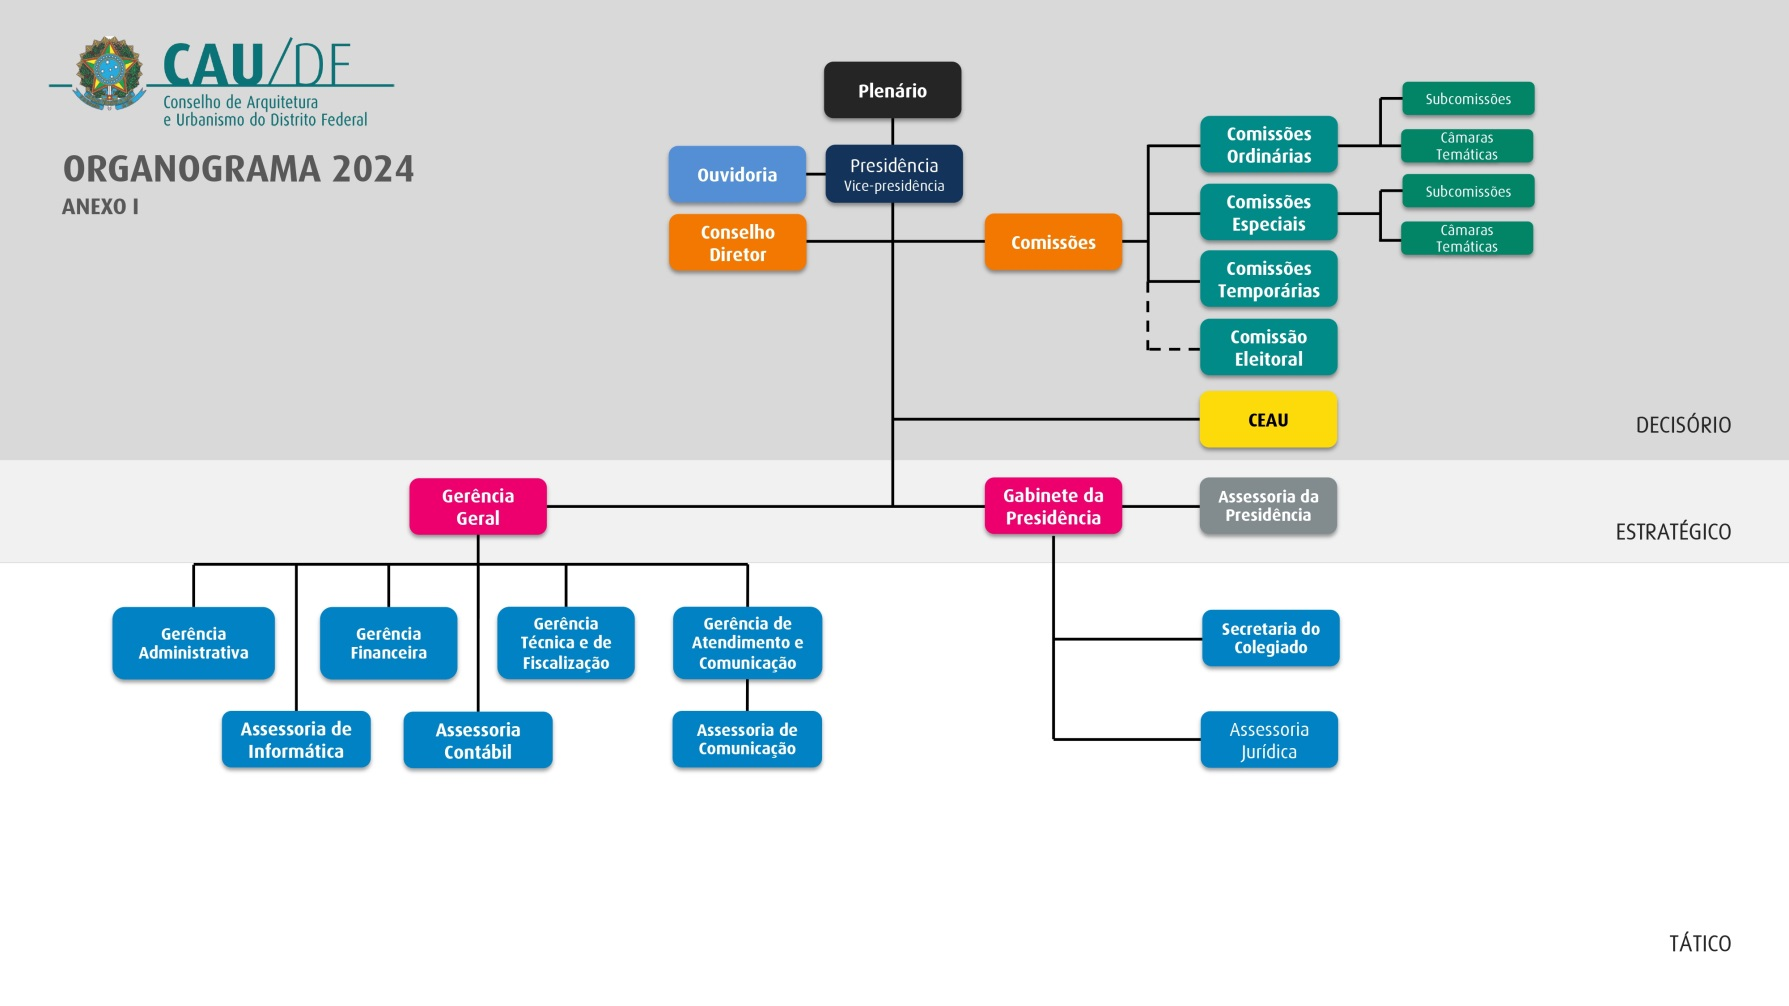 CAU/DF
Conselho de Arquitetura
e Urbanismo do Distrito Federal
ORGANOGRAMA 2024
ANEXO I
Plenário
Ouvidoria
Presidência
Vice-presidência
Conselho
Diretor
Comissões
Comissões
Ordinárias
Subcomissões
Câmaras
Temáticas
Comissões
Especiais
Subcomissões
Câmaras
Temáticas
Comissões
Temporárias
Comissão
Eleitoral
CEAU
DECISÓRIO
Gerência
Geral
Gabinete da
Presidência
Assessoria da
Presidência
ESTRATÉGICO
Gerência
Administrativa
Gerência
Financeira
Gerência
Técnica e de
Fiscalização
Gerência de
Atendimento e
Comunicação
Secretaria do
Colegiado
Assessoria de
Informática
Assessoria
Contábil
Assessoria de
Comunicação
Assessoria
Jurídica
TÁTICO